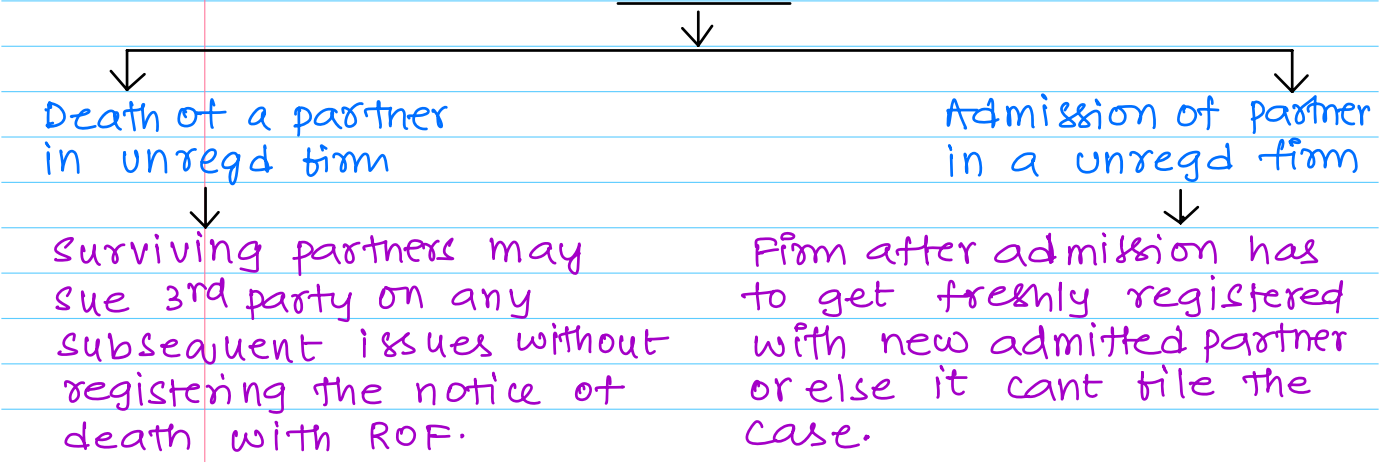 Death of a partner
in unregd firm
Admission of partner
in a unregd firm
Surviving partners may
sue 3rd party on any
subsequent issues without
registering the notice of
death with ROF.
Firm after admission has
to get freshly registered
with new admitted partner
or else it cant file the
case.